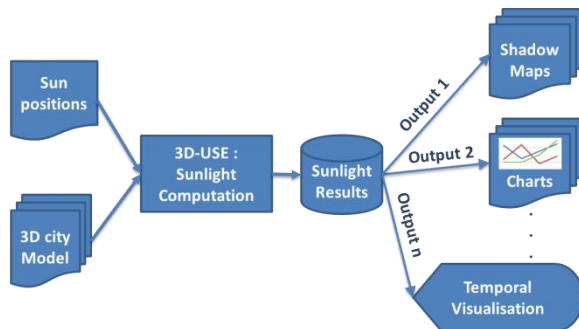 Sun
positions
3D city
Model
3D-USE :
Sunlight
Computation
Sunlight
Results
Output 1
Output 2
Output n
Shadow
Maps
Charts
Temporal
Visualisation